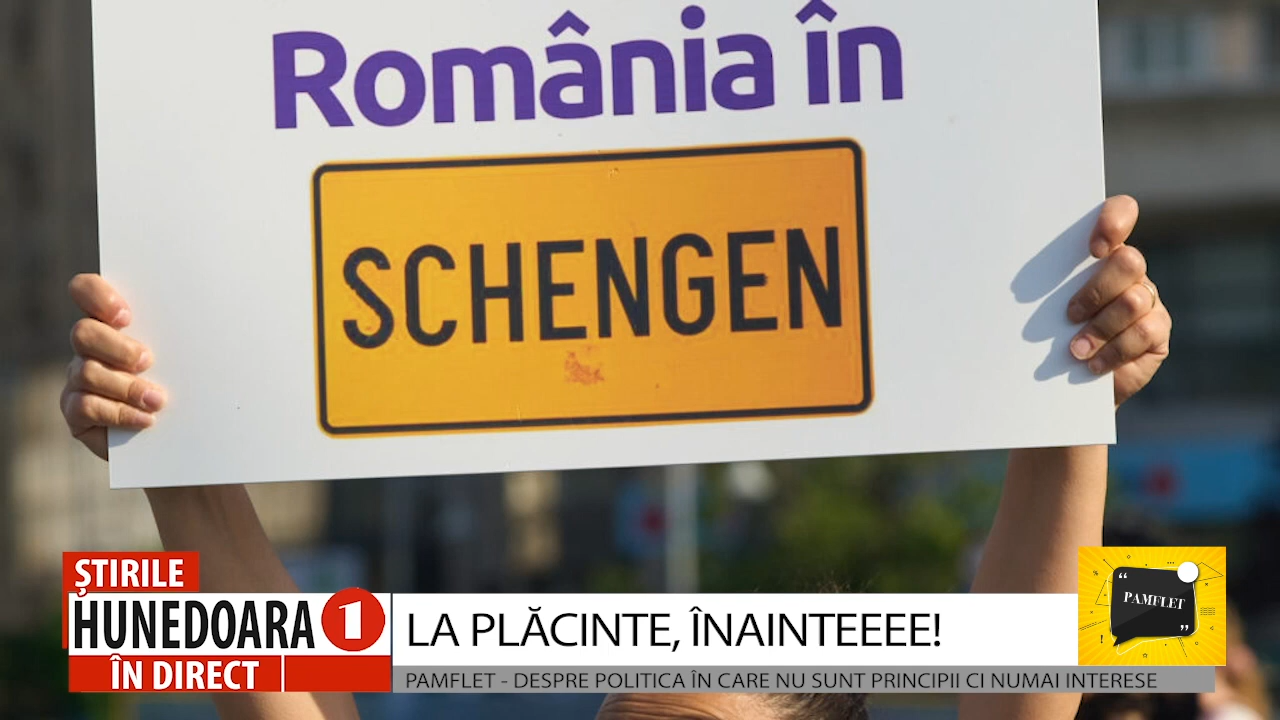 România în
SCHENGEN
ȘTIRILE
HUNEDOARA 1
ÎN DIRECT
LA PLĂCINTE, ÎNAINTEEEE!
“ PAMFLET ”
PAMFLET - DESPRE POLITICA ÎN CARE NU SUNT PRINCIPII CI NUMAI INTERESE